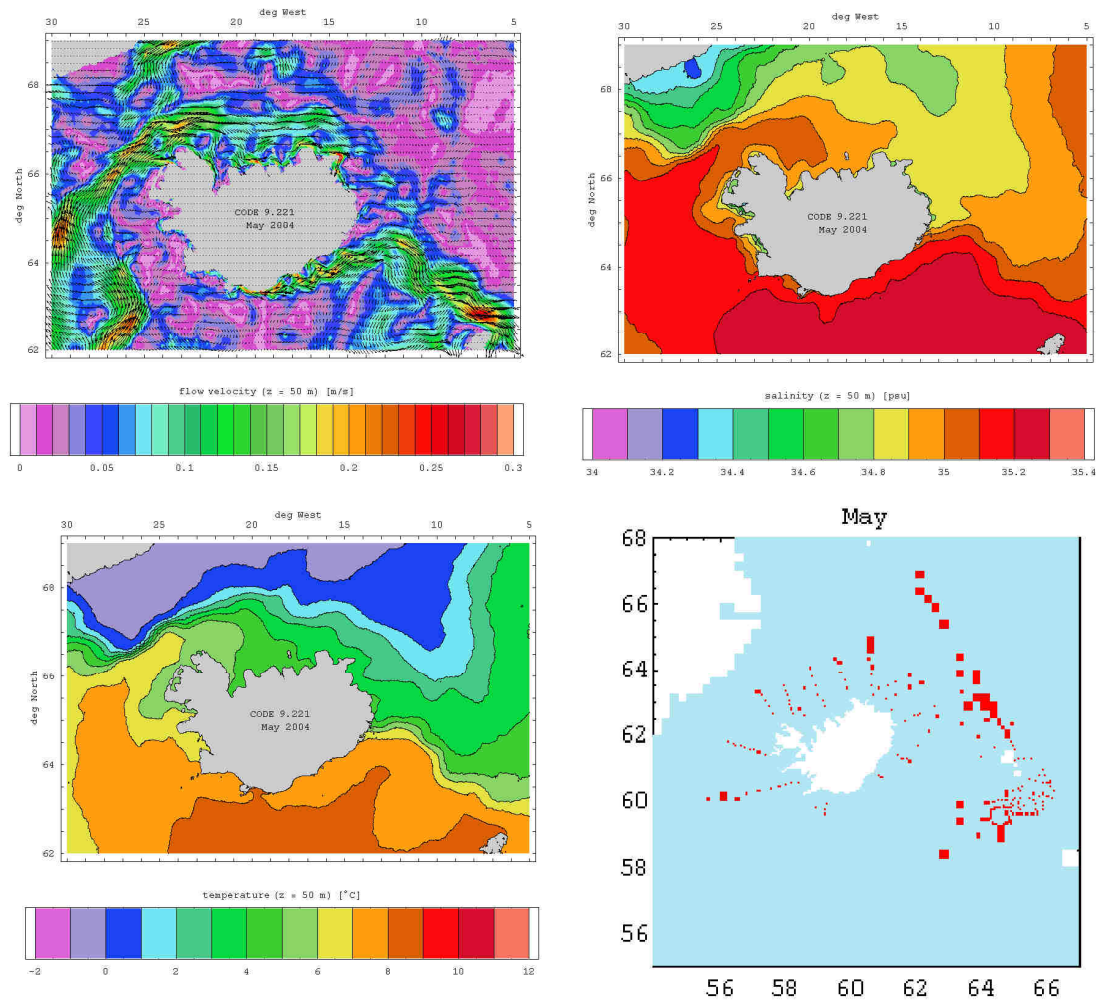 deg West
30 25 20 15 10 5
68
66
64
62
deg North
CODE 9.221
May 2004
flow velocity (z = 50 m) [m/s]
0 0.05 0.1 0.15 0.2 0.25 0.3
deg West
30 25 20 15 10 5
68
66
64
62
deg North
CODE 9.221
May 2004
salinity (z = 50 m) [psu]
34 34.2 34.4 34.6 34.8 35 35.2 35.4
deg West
30 25 20 15 10 5
68
66
64
62
deg North
CODE 9.221
May 2004
temperature (z = 50 m) [°C]
-2 0 2 4 6 8 10 12
May
68
66
64
62
60
58
56
56 58 60 62 64 66